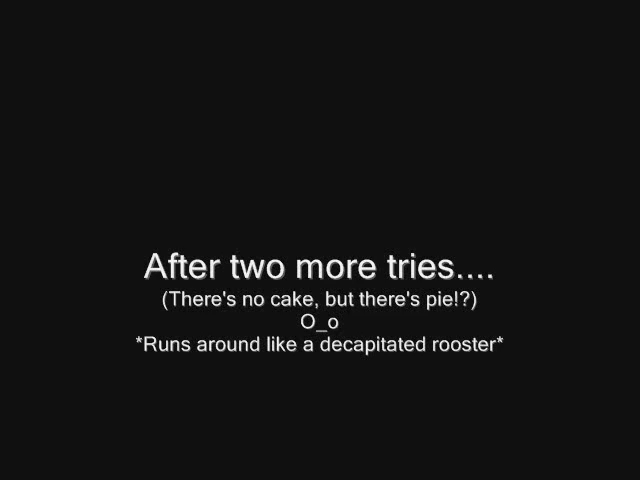 After two more tries....
(There's no cake, but there's pie!?)
O_o
*Runs around like a decapitated rooster*